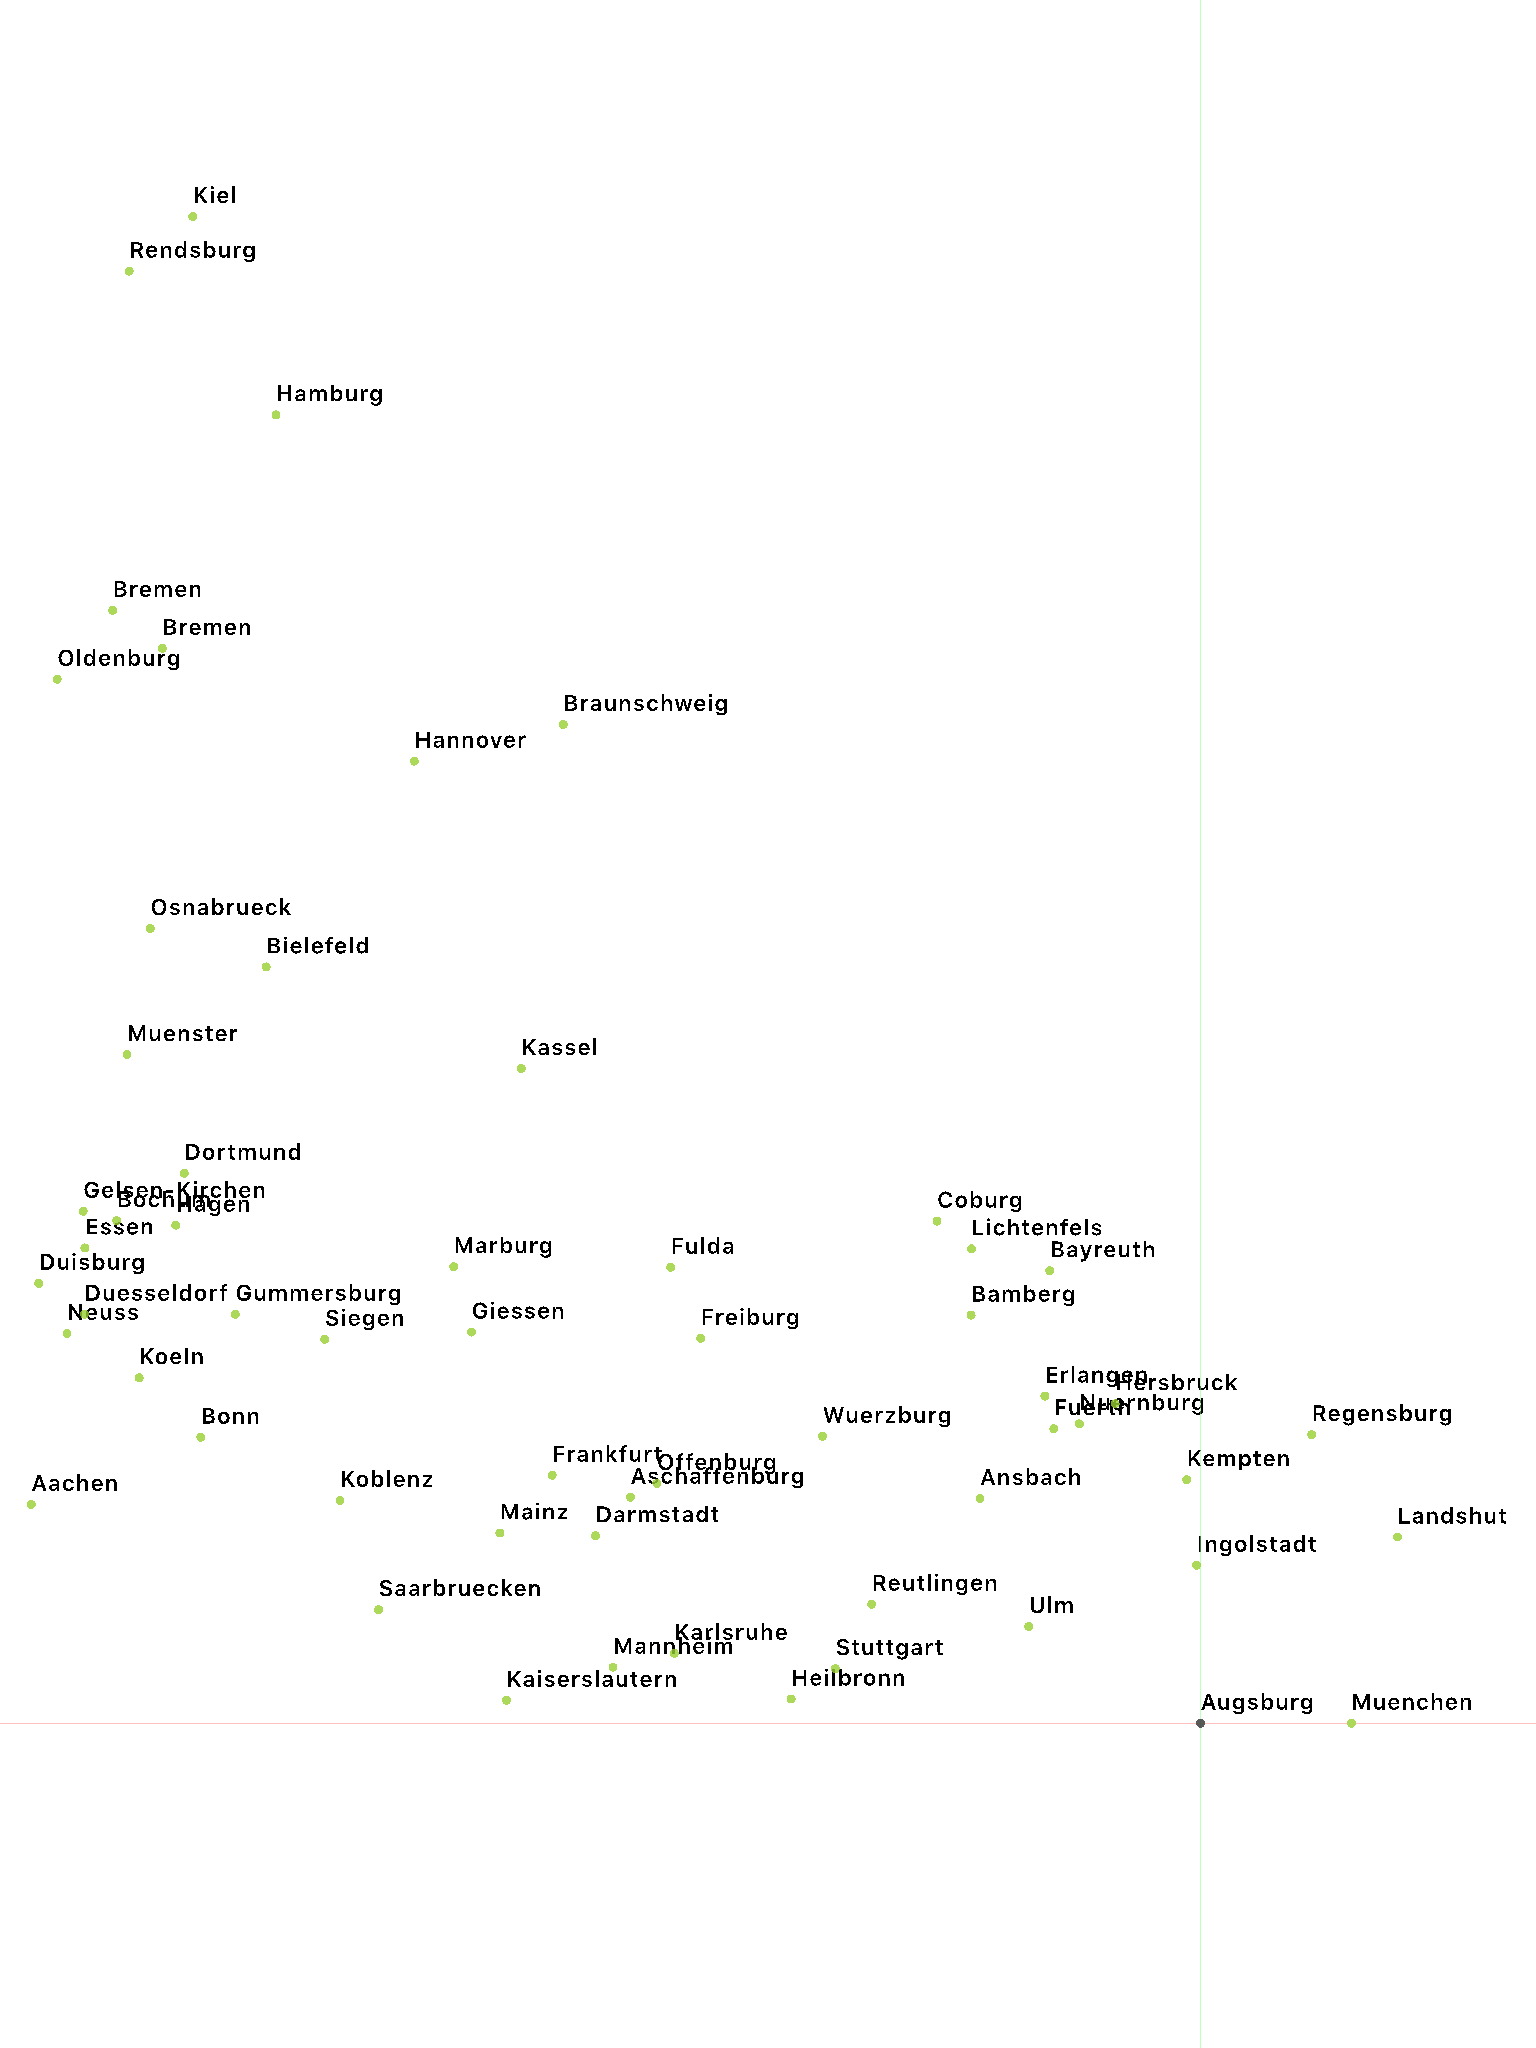 Kiel
Rendsburg
Hamburg
Bremen
Bremen
Oldenburg
Braunschweig
Hannover
Osnabrueck
Bielefeld
Muenster
Kassel
Dortmund
Gelsen-Kirchen
Bochum
Hagen
Coburg
Essen
Lichtenfels
Marburg
Fulda
Bayreuth
Duisburg
Duesseldorf
Gummersburg
Bamberg
Neuss
Siegen
Giessen
Freiburg
Koeln
Erlangen
Hersbruck
Nuernburg
Fuerth
Bonn
Wuerzburg
Regensburg
Frankfurt
Offenburg
Kempten
Aschaffenburg
Ansbach
Aachen
Koblenz
Mainz
Darmstadt
Landshut
Ingolstadt
Saarbruecken
Reutlingen
Ulm
Karlsruhe
Mannheim
Stuttgart
Kaiserslautern
Heilbronn
Augsburg
Muenchen